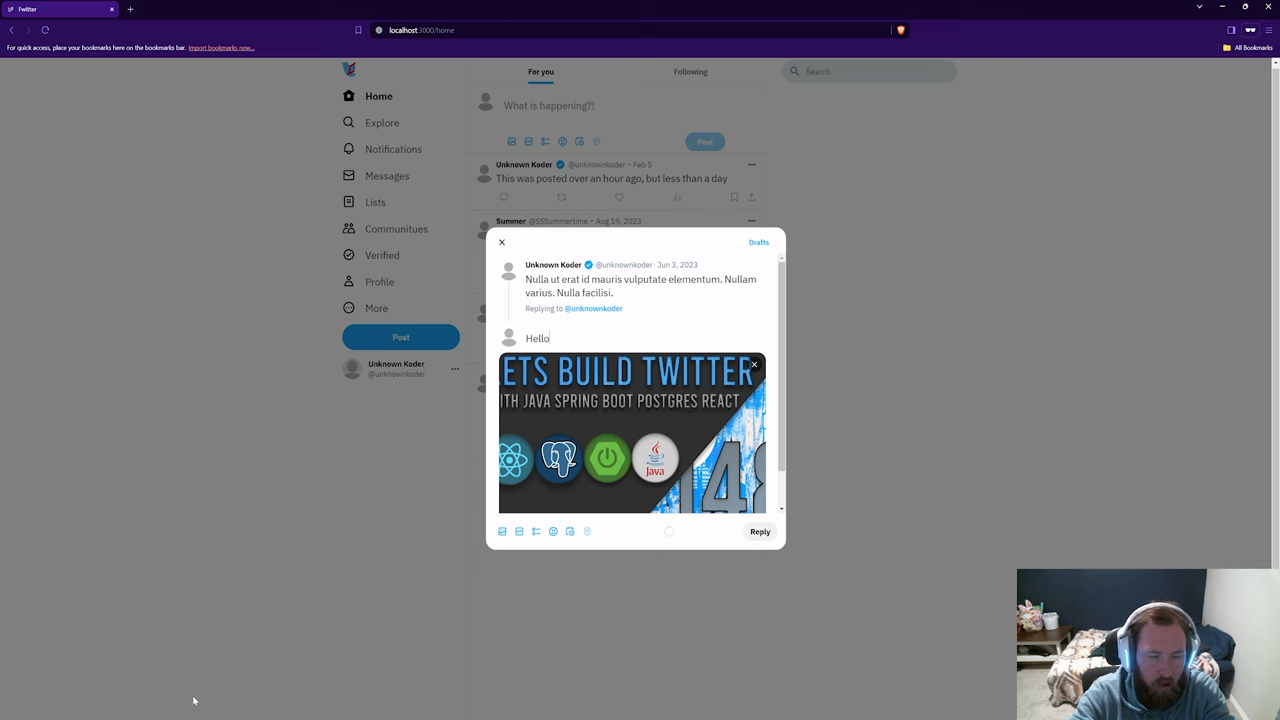 Fwitter
localhost:3000/home
For quick access, place your bookmarks here on the bookmarks bar. Import bookmarks now...
All Bookmarks
For you
Following
Search
Home
Explore
Notifications
Messages
Lists
Communitues
Verified
Profile
More
Post
Unknown Koder
@unknownkoder
What is happening?!
Post
Unknown Koder @unknownkoder • Feb 5
This was posted over an hour ago, but less than a day
Summer @SSSummertime • Aug 19, 2023
Drafts
Unknown Koder @unknownkoder · Jun 3, 2023
Nulla ut erat id mauris vulputate elementum. Nullam
varius. Nulla facilisi.
Replying to @unknownkoder
Hello
ETS BUILD TWITTER
ITH JAVA SPRING BOOT POSTGRES REACT
Java
148
Reply